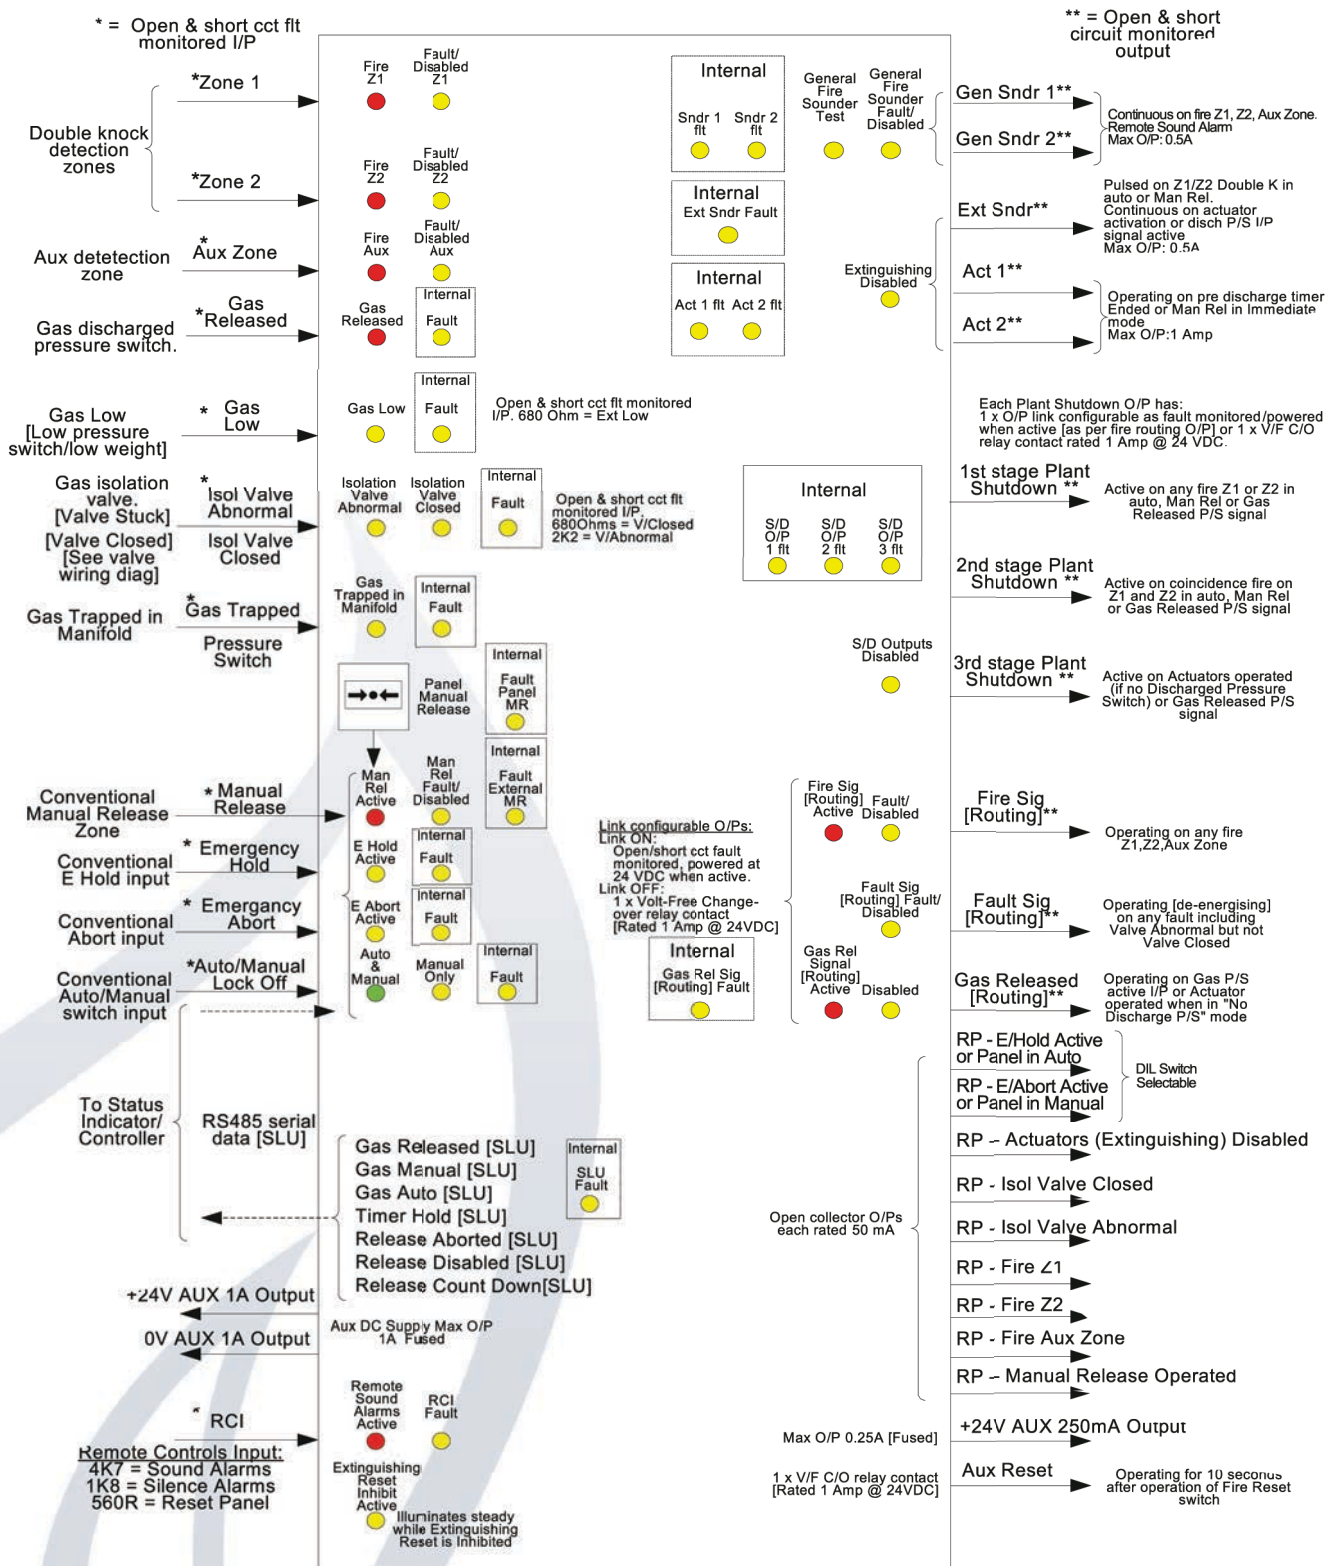 * = Open & short cct flt
monitored I/P
** = Open & short
circuit monitored
output
Double knock
detection
zones
*Zone 1
*Zone 2
Fire
Z1
Fault/
Disabled
Z1
Fire
Z2
Fault/
Disabled
Z2
Aux detetection
zone
*
Aux Zone
Fire
Aux
Fault/
Disabled
Aux
Gas discharged
pressure switch.
* Gas
Released
Gas
Released
Internal
Fault
Gas Low
[Low pressure
switch/low weight]
* Gas
Low
Gas Low
Internal
Fault
Open & short cct flt monitored
I/P. 680 Ohm = Ext Low
Gas isolation
valve.
[Valve Stuck]
[Valve Closed]
[See valve
wiring diag]
*
Isol Valve
Abnormal
Isol Valve
Closed
Isolation
Valve
Abnormal
Isolation
Valve
Closed
Internal
Fault
Open & short cct flt
monitored I/P.
680Ohms = V/Closed
2K2 = V/Abnormal
Gas Trapped in
Manifold
*
Gas Trapped
Pressure
Switch
Gas
Trapped in
Manifold
Internal
Fault
Panel
Manual
Release
Internal
Fault
Panel
MR
Conventional
Manual Release
Zone
* Manual
Release
Man
Rel
Active
Man
Rel
Fault/
Disabled
Internal
Fault
External
MR
Conventional
E Hold input
* Emergency
Hold
E Hold
Active
Internal
Fault
Conventional
Abort input
* Emergancy
Abort
E Abort
Active
Internal
Fault
Conventional
Auto/Manual
switch input
*Auto/Manual
Lock Off
Auto
&
Manual
Manual
Only
Internal
Fault
To Status
Indicator/
Controller
RS485 serial
data [SLU]
Gas Released [SLU]
Gas Manual [SLU]
Gas Auto [SLU]
Timer Hold [SLU]
Release Aborted [SLU]
Release Disabled [SLU]
Release Count Down[SLU]
Internal
SLU
Fault
+24V AUX 1A Output
0V AUX 1A Output
Aux DC Supply Max O/P
1A Fused
* RCI
Remote Controls Input:
4K7 = Sound Alarms
1K8 = Silence Alarms
560R = Reset Panel
Remote
Sound
Alarms
Active
RCI
Fault
Extinguishing
Reset
Inhibit
Active
Illuminates steady
while Extinguishing
Reset is Inhibited
Internal
Sndr 1
flt
Sndr 2
flt
General
Fire
Sounder
Test
General
Fire
Sounder
Fault/
Disabled
Gen Sndr 1**
Gen Sndr 2**
Continuous on fire Z1, Z2, Aux Zone.
Remote Sound Alarm
Max O/P: 0.5A
Internal
Ext Sndr Fault
Ext Sndr**
Pulsed on Z1/Z2 Double K in
auto or Man Rel.
Continuous on actuator
activation or disch P/S I/P
signal active
Max O/P: 0.5A
Internal
Act 1 flt Act 2 flt
Extinguishing
Disabled
Act 1**
Act 2**
Operating on pre discharge timer
Ended or Man Rel in Immediate
mode
Max O/P:1 Amp
Each Plant Shutdown O/P has:
1 x O/P link configurable as fault monitored/powered
when active [as per fire routing O/P] or 1 x V/F C/O
relay contact rated 1 Amp @ 24 VDC.
Internal
S/D
O/P
1 flt
S/D
O/P
2 flt
S/D
O/P
3 flt
1st stage Plant
Shutdown **
Active on any fire Z1 or Z2 in
auto, Man Rel or Gas
Released P/S signal
2nd stage Plant
Shutdown **
Active on coincidence fire on
Z1 and Z2 in auto, Man Rel
or Gas Released P/S signal
S/D Outputs
Disabled
3rd stage Plant
Shutdown **
Active on Actuators operated
(if no Discharged Pressure
Switch) or Gas Released P/S
signal
Link configurable O/Ps:
Link ON:
Open/short cct fault
monitored, powered at
24 VDC when active.
Link OFF:
1 x Volt-Free Change-
over relay contact
[Rated 1 Amp @ 24VDC]
Fire Sig
[Routing]
Active
Fault/
Disabled
Fire Sig
[Routing]**
Operating on any fire
Z1,Z2,Aux Zone
Fault Sig
[Routing] Fault/
Disabled
Fault Sig
[Routing]**
Operating [de-energising]
on any fault including
Valve Abnormal but not
Valve Closed
Internal
Gas Rel Sig
[Routing] Fault
Gas Rel
Signal
[Routing]
Active
Disabled
Gas Released
[Routing]**
Operating on Gas P/S
active I/P or Actuator
operated when in "No
Discharge P/S" mode
Open collector O/Ps
each rated 50 mA
RP - E/Hold Active
or Panel in Auto
RP - E/Abort Active
or Panel in Manual
DIL Switch
Selectable
RP – Actuators (Extinguishing) Disabled
RP - Isol Valve Closed
RP - Isol Valve Abnormal
RP - Fire Z1
RP - Fire Z2
RP - Fire Aux Zone
RP – Manual Release Operated
Max O/P 0.25A [Fused]
+24V AUX 250mA Output
1 x V/F C/O relay contact
[Rated 1 Amp @ 24VDC]
Aux Reset
Operating for 10 seconds
after operation of Fire Reset
switch